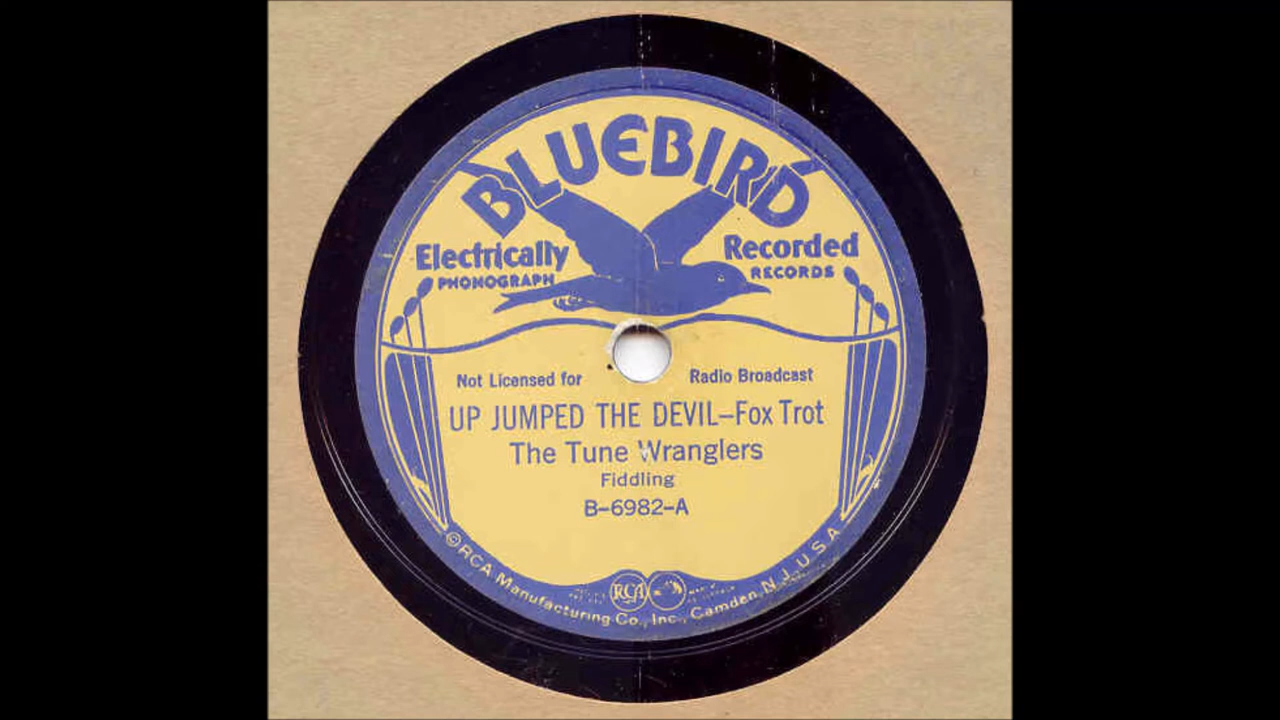 BLUEBIRD
Electrically Recorded
PHONOGRAPH RECORDS
Not Licensed for Radio Broadcast
UP JUMPED THE DEVIL–Fox Trot
The Tune Wranglers
Fiddling
B–6982–A
RCA
©RCA Manufacturing Co., Inc., Camden, N.J. U.S.A